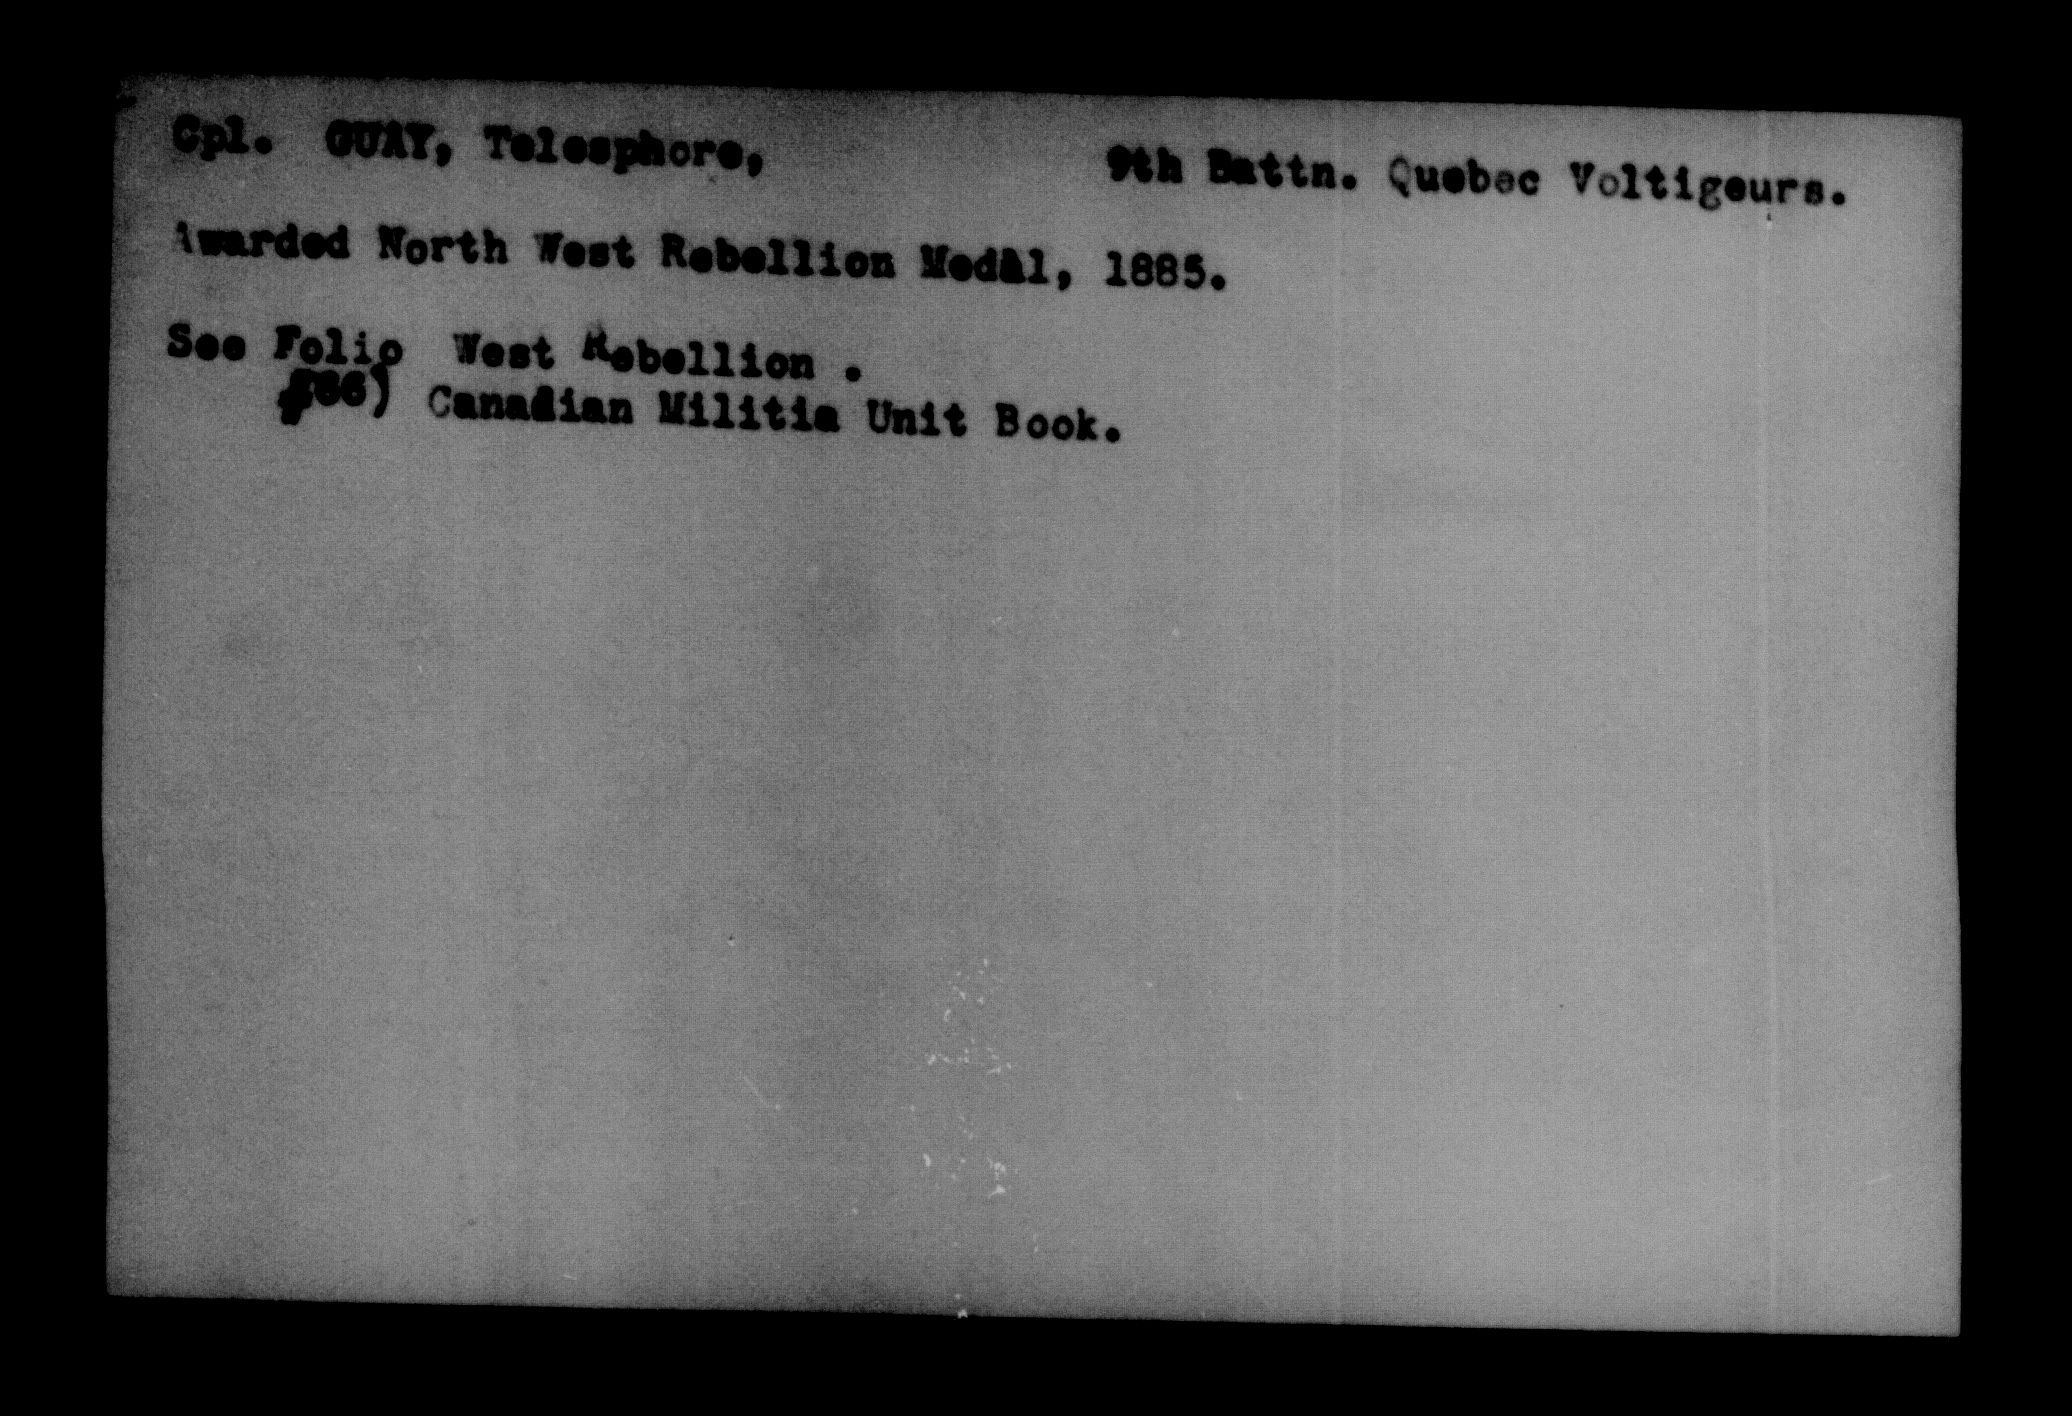 Cpl. GUAY, Telesphore, 9th Battn. Quebec Voltigeurs.
Awarded North West Rebellion Medal, 1885.
See Folio West Rebellion .
Canadian Militia Unit Book.